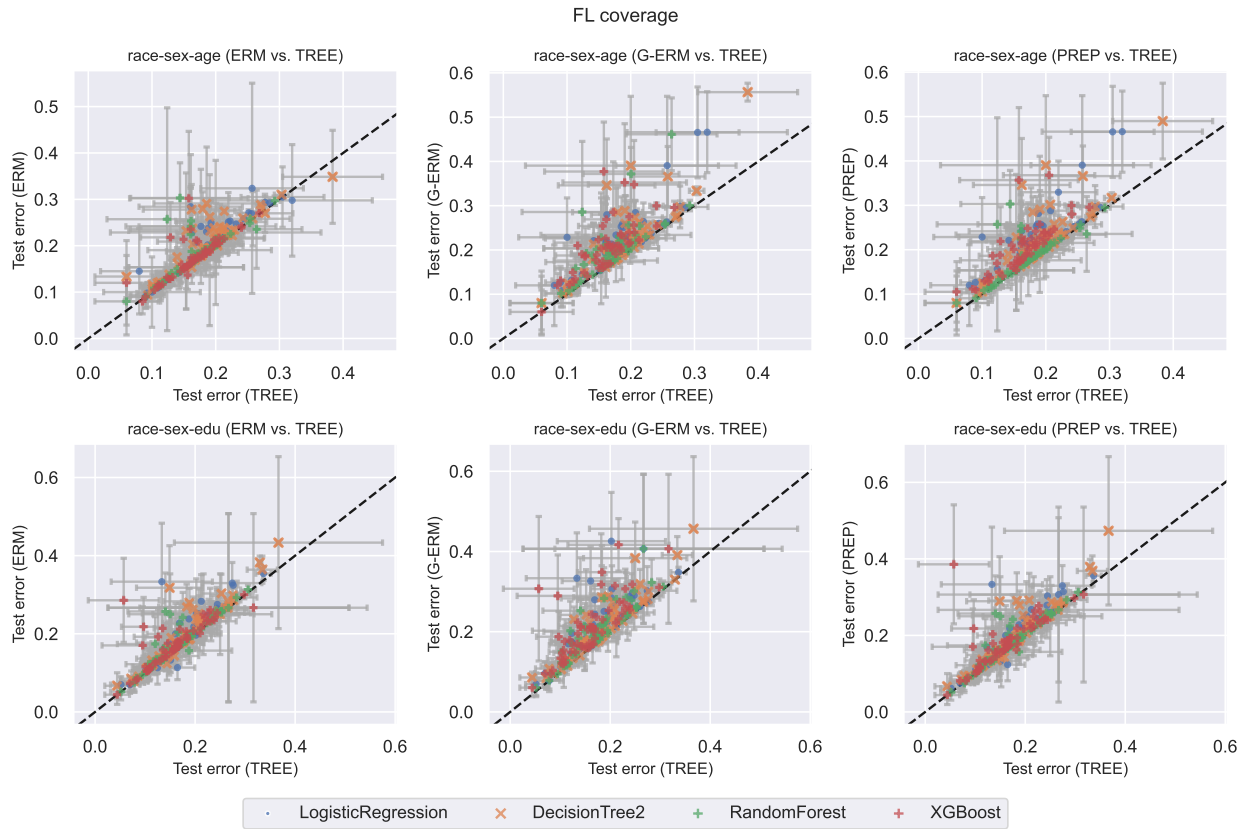 FL coverage
race-sex-age (ERM vs. TREE)
Test error (ERM)
0.5
0.4
0.3
0.2
0.1
0.0
0.0 0.1 0.2 0.3 0.4
Test error (TREE)
race-sex-age (G-ERM vs. TREE)
Test error (G-ERM)
0.6
0.5
0.4
0.3
0.2
0.1
0.0
0.0 0.1 0.2 0.3 0.4
Test error (TREE)
race-sex-age (PREP vs. TREE)
Test error (PREP)
0.6
0.5
0.4
0.3
0.2
0.1
0.0
0.0 0.1 0.2 0.3 0.4
Test error (TREE)
race-sex-edu (ERM vs. TREE)
Test error (ERM)
0.6
0.4
0.2
0.0
0.0 0.2 0.4 0.6
Test error (TREE)
race-sex-edu (G-ERM vs. TREE)
Test error (G-ERM)
0.6
0.4
0.2
0.0
0.0 0.2 0.4 0.6
Test error (TREE)
race-sex-edu (PREP vs. TREE)
Test error (PREP)
0.6
0.4
0.2
0.0
0.0 0.2 0.4 0.6
Test error (TREE)
LogisticRegression DecisionTree2 RandomForest XGBoost